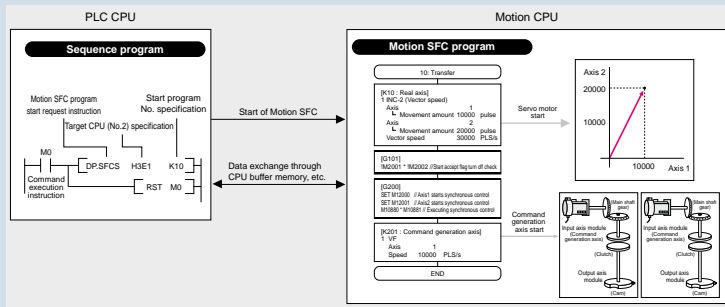 PLC CPU
Sequence program
Motion SFC program
start request instruction
Start program
No. specification
Target CPU (No.2) specification
M0
DP.SFCS H3E1 K10
Command
execution
instruction
RST M0
Start of Motion SFC
Data exchange through
CPU buffer memory, etc.
Motion CPU
Motion SFC program
10: Transfer
[K10 : Real axis]
1 INC-2 (Vector speed)
Axis 1
Movement amount 10000 pulse
Axis 2
Movement amount 20000 pulse
Vector speed 30000 PLS/s
[G101]
!M2001 * !M2002 // Start accept flag turn off check
[G200]
SET M12000 // Axis1 starts synchronous control
SET M12001 // Axis2 starts synchronous control
M10880 * M10881 // Executing synchronous control
[K201 : Command generation axis]
1 VF
Axis 1
Speed 10000 PLS/s
END
Servo motor
start
Command
generation
axis start
Axis 2
20000
10000
10000 Axis 1
(Main shaft
gear)
Input axis module
(Command
generation axis)
(Clutch)
Output axis
module
(Cam)
(Main shaft
gear)
Input axis module
(Command
generation axis)
(Clutch)
Output axis
module
(Cam)